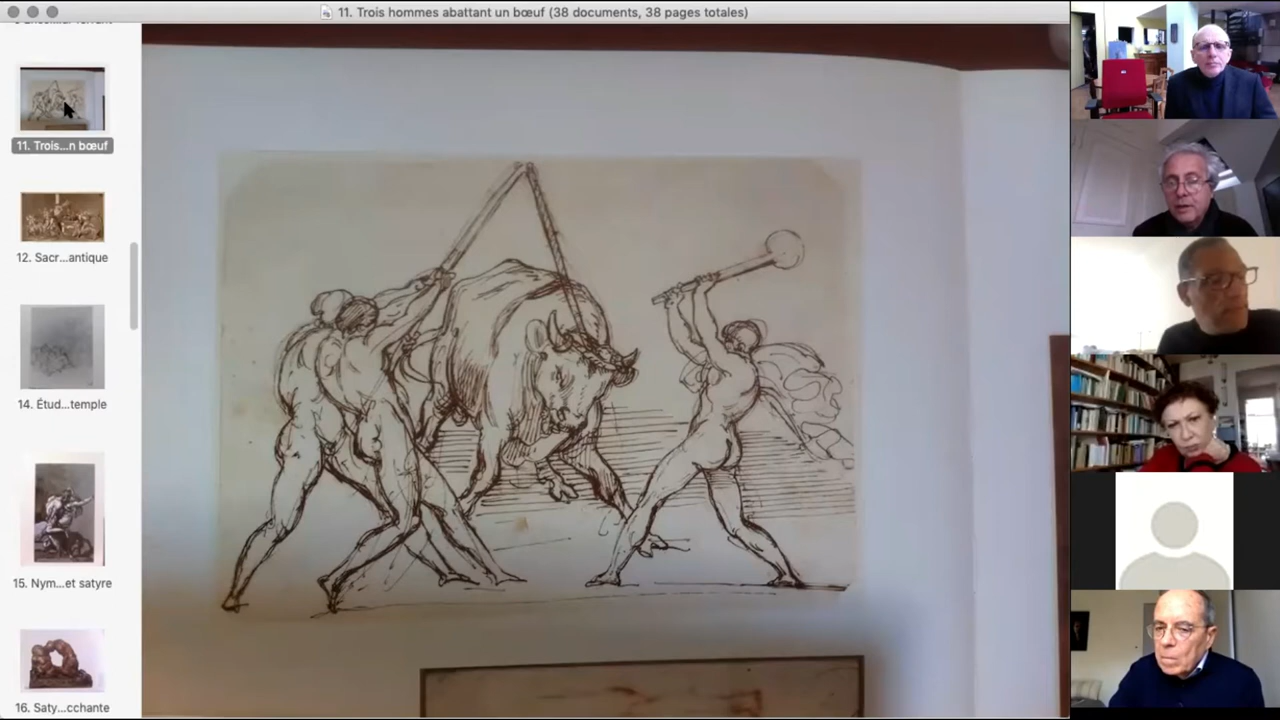 11. Trois hommes abattant un bœuf (38 documents, 38 pages totales)
11. Trois...n bœuf
12. Sacr...antique
14. Étud...temple
15. Nym...et satyre
16. Saty...cchante